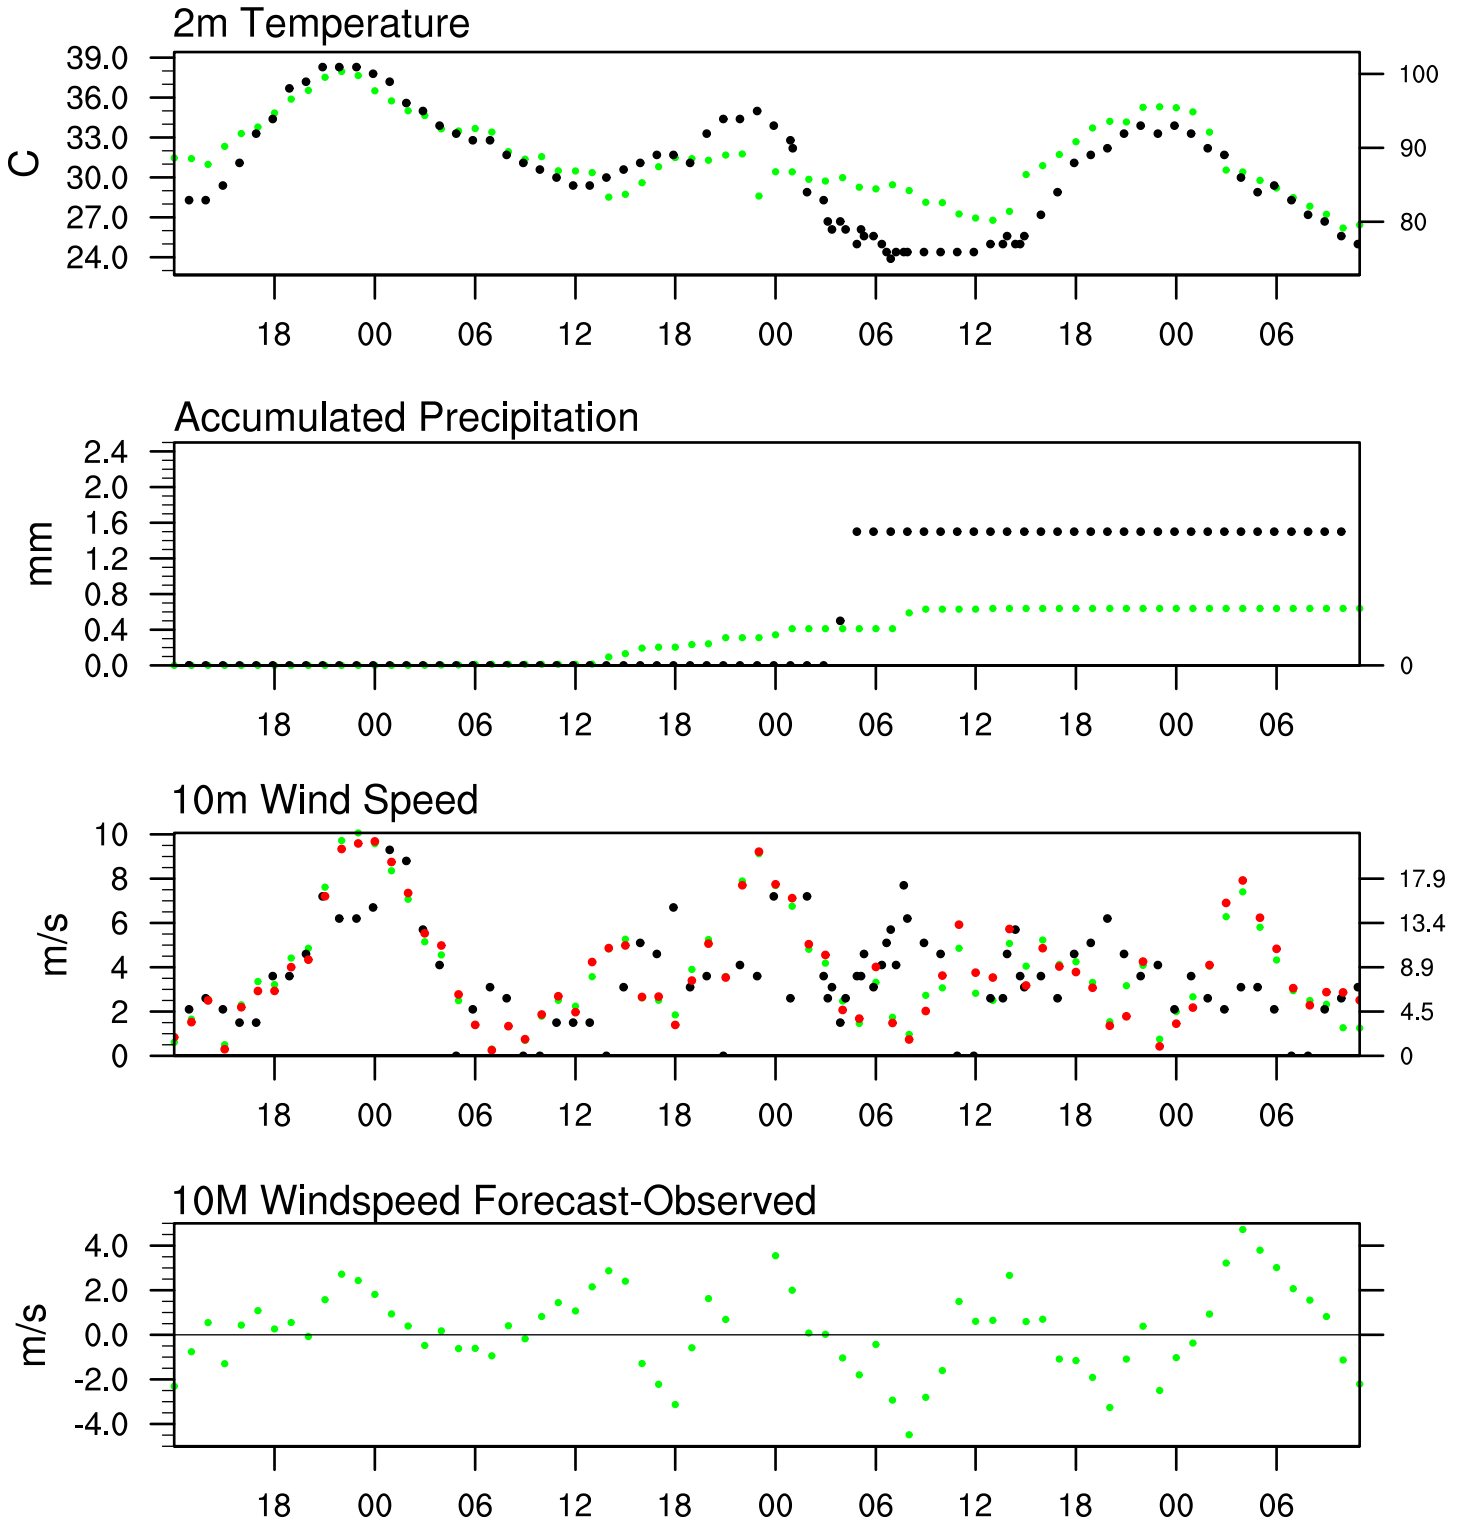 2m Temperature
39.0
36.0
33.0
30.0
27.0
24.0
C
100
90
80
18 00 06 12 18 00 06 12 18 00 06
Accumulated Precipitation
2.4
2.0
1.6
1.2
0.8
0.4
0.0
mm
0
18 00 06 12 18 00 06 12 18 00 06
10m Wind Speed
10
8
6
4
2
0
m/s
17.9
13.4
8.9
4.5
0
18 00 06 12 18 00 06 12 18 00 06
10M Windspeed Forecast-Observed
4.0
2.0
0.0
-2.0
-4.0
m/s
18 00 06 12 18 00 06 12 18 00 06